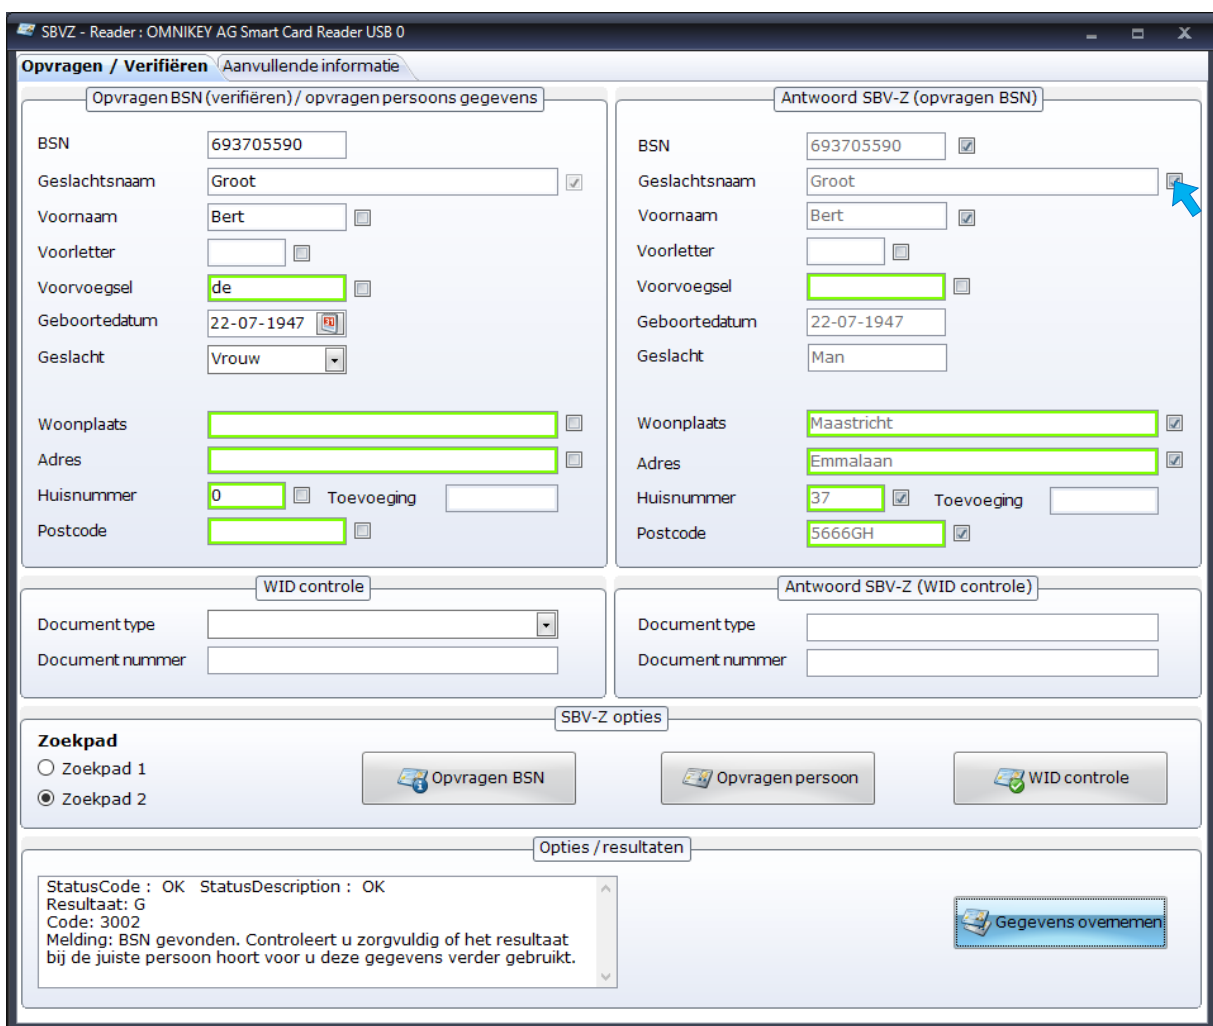 SBVZ - Reader : OMNIKEY AG Smart Card Reader USB 0
Opvragen / Verifiëren Aanvullende informatie
Opvragen BSN (verifiëren) / opvragen persoons gegevens
BSN 693705590
Geslachtsnaam Groot
Voornaam Bert
Voorletter
Voorvoegsel de
Geboortedatum 22-07-1947
Geslacht Vrouw
Woonplaats
Adres
Huisnummer 0 Toevoeging
Postcode
Antwoord SBV-Z (opvragen BSN)
BSN 693705590
Geslachtsnaam Groot
Voornaam Bert
Voorletter
Voorvoegsel
Geboortedatum 22-07-1947
Geslacht Man
Woonplaats Maastricht
Adres Emmalaan
Huisnummer 37 Toevoeging
Postcode 5666GH
WID controle
Document type
Document nummer
Antwoord SBV-Z (WID controle)
Document type
Document nummer
SBV-Z opties
Zoekpad
Zoekpad 1
Zoekpad 2
Opvragen BSN
Opvragen persoon
WID controle
Opties / resultaten
StatusCode : OK StatusDescription : OK
Resultaat: G
Code: 3002
Melding: BSN gevonden. Controleert u zorgvuldig of het resultaat
bij de juiste persoon hoort voor u deze gegevens verder gebruikt.
Gegevens overnemen